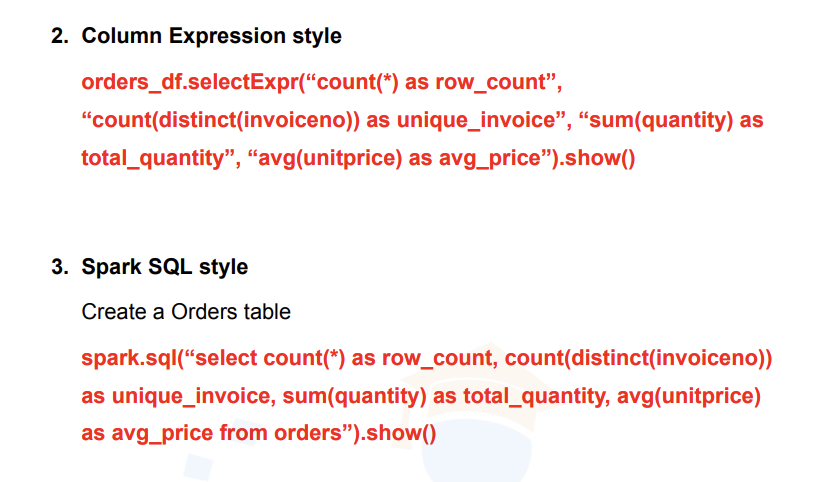 2. Column Expression style
orders_df.selectExpr(“count(*) as row_count”,
“count(distinct(invoiceno)) as unique_invoice”, “sum(quantity) as
total_quantity”, “avg(unitprice) as avg_price”).show()
3. Spark SQL style
Create a Orders table
spark.sql(“select count(*) as row_count, count(distinct(invoiceno))
as unique_invoice, sum(quantity) as total_quantity, avg(unitprice)
as avg_price from orders”).show()